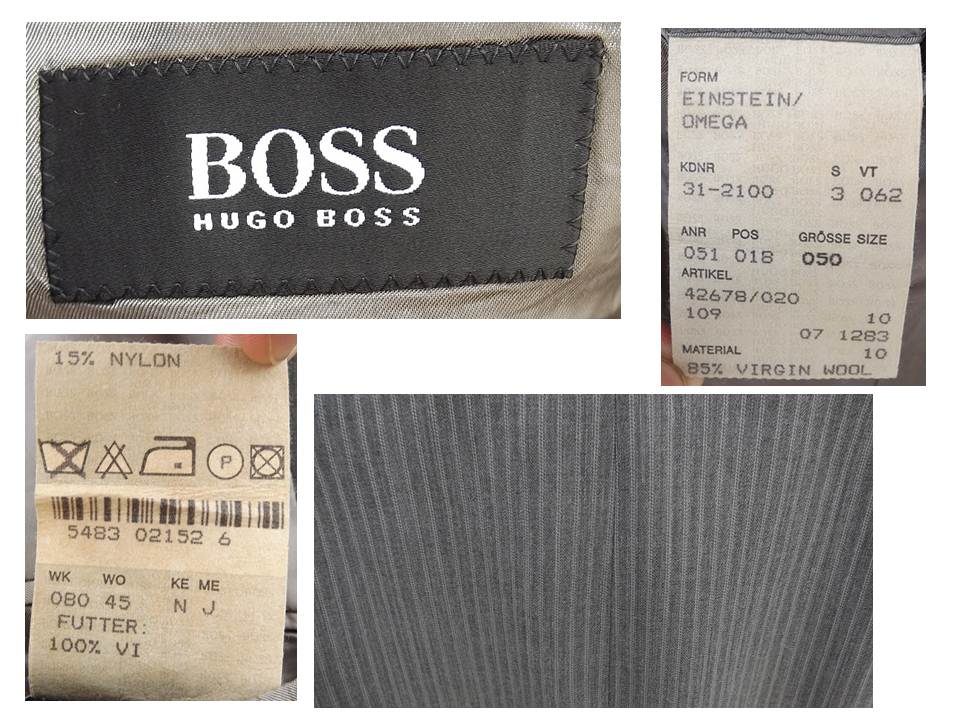 BOSS
HUGO BOSS
FORM
EINSTEIN/
OMEGA
KDNR S VT
31-2100 3 062
ANR POS GRÖSSE SIZE
051 018 050
ARTIKEL
42678/020
109 10
07 1283
MATERIAL 10
85% VIRGIN WOOL
15% NYLON
P
5483 02152 6
WK WO KE ME
080 45 N J
FUTTER:
100% VI